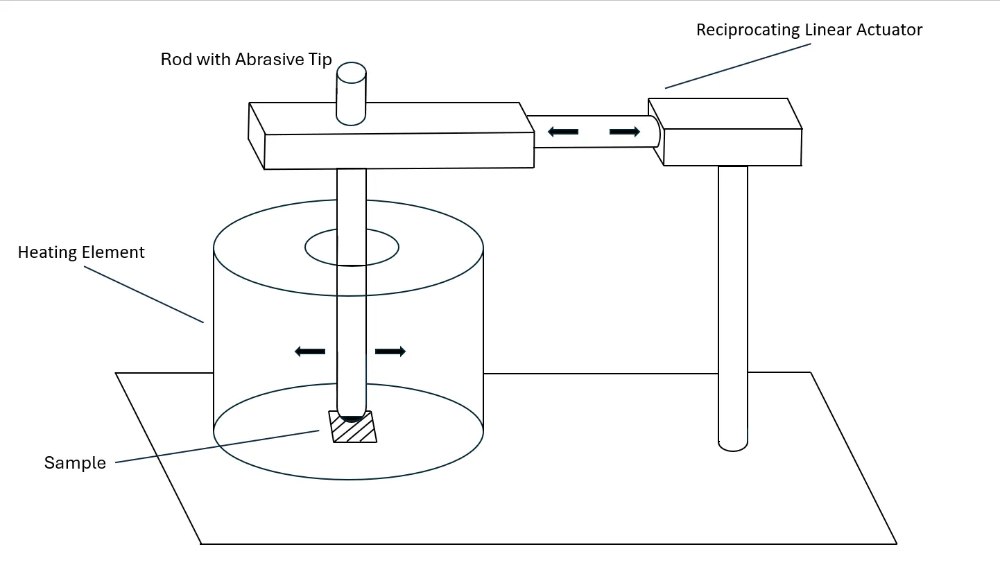 Reciprocating Linear Actuator
Rod with Abrasive Tip
Heating Element
Sample